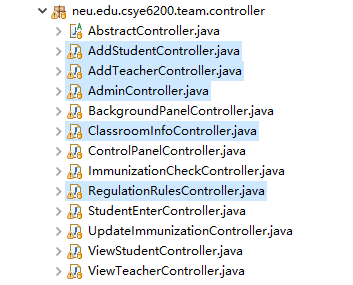 neu.edu.csye6200.team.controller
AbstractController.java
AddStudentController.java
AddTeacherController.java
AdminController.java
BackgroundPanelController.java
ClassroomInfoController.java
ControlPanelController.java
ImmunizationCheckController.java
RegulationRulesController.java
StudentEnterController.java
UpdateImmunizationController.java
ViewStudentController.java
ViewTeacherController.java